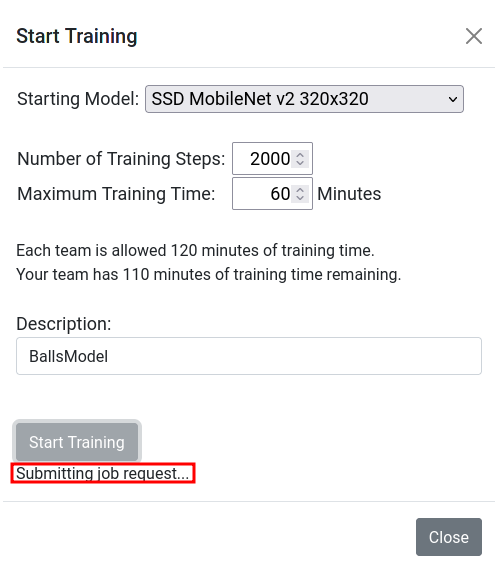 Start Training
Starting Model: SSD MobileNet v2 320x320
Number of Training Steps: 2000
Maximum Training Time: 60 Minutes
Each team is allowed 120 minutes of training time.
Your team has 110 minutes of training time remaining.
Description:
BallsModel
Start Training
Submitting job request...
Close